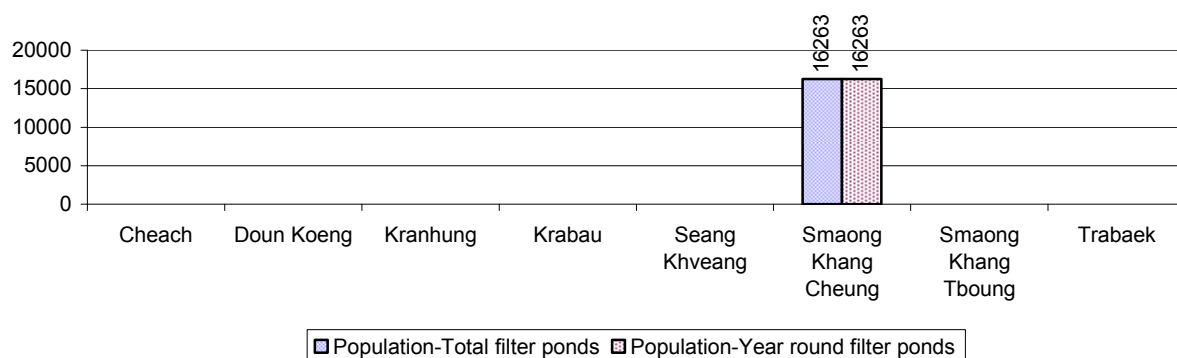 16263
16263
20000
15000
10000
5000
0
Cheach
Doun Koeng
Kranhung
Krabau
Seang
Khveang
Smaong
Khang
Cheung
Smaong
Khang
Tboung
Trabaek
Population-Total filter ponds
Population-Year round filter ponds